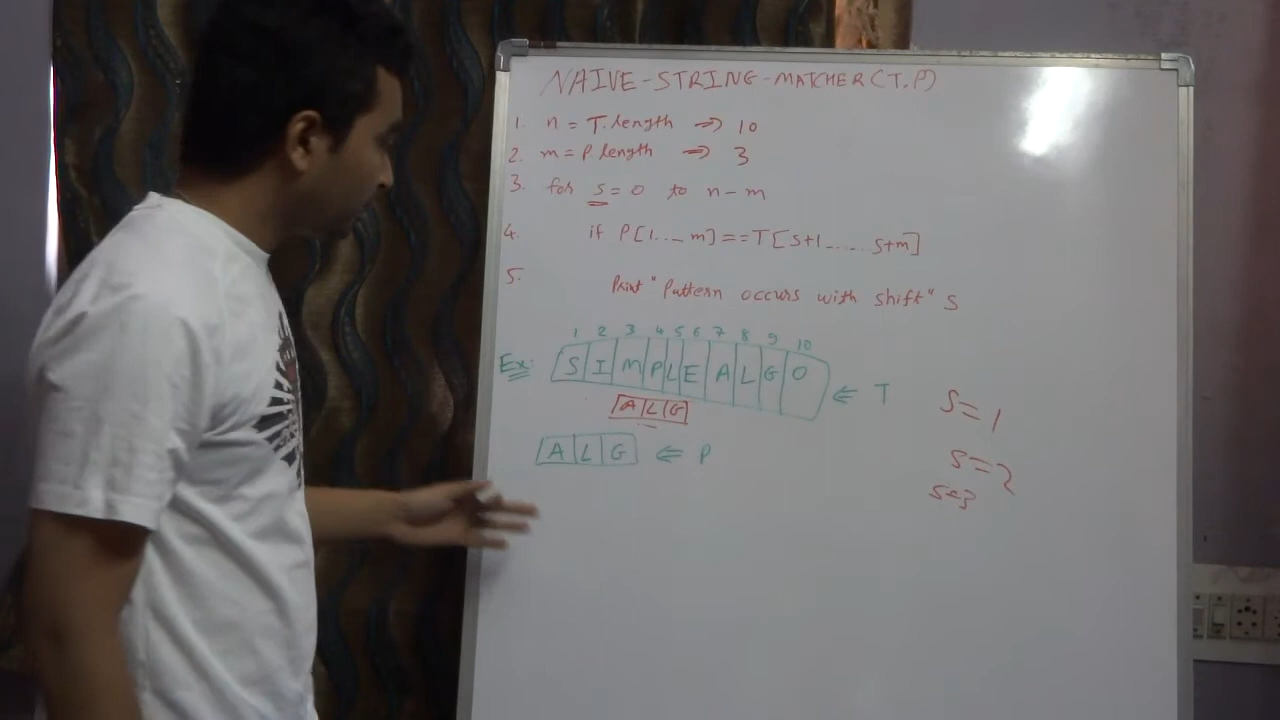 NAIVE-STRING-MATCHER(T,P)
1. n = T.length => 10
2. m = P.length => 3
3. for s = 0 to n - m
4. if P[1...m] == T[S+1.....S+m]
5. Print "Pattern occurs with shift" S
1 2 3 4 5 6 7 8 9 10
Ex: S I M P L E A L G O <= T
A L G
S=1
A L G <= P
S=2
S=3